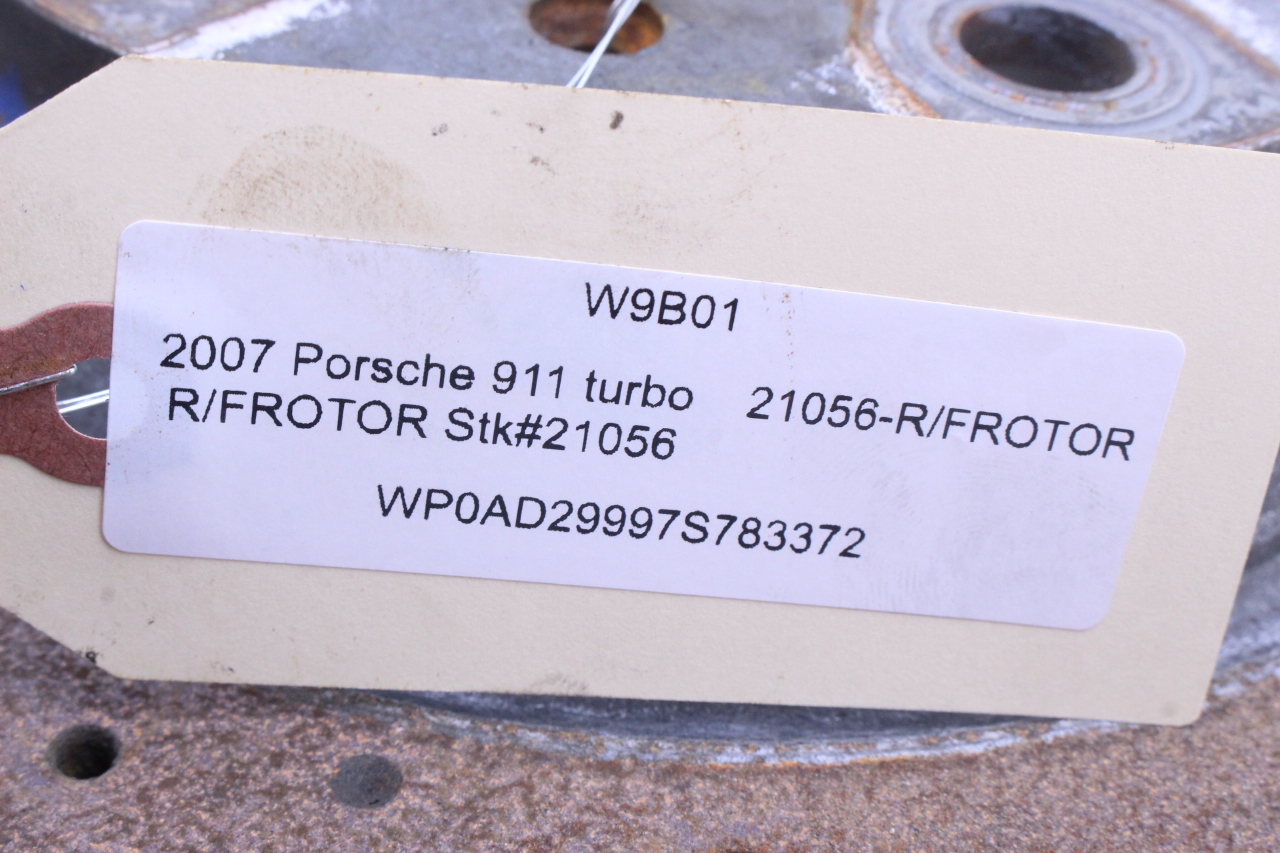 W9B01
2007 Porsche 911 turbo 21056-R/FROTOR
R/FROTOR Stk#21056
WP0AD29997S783372